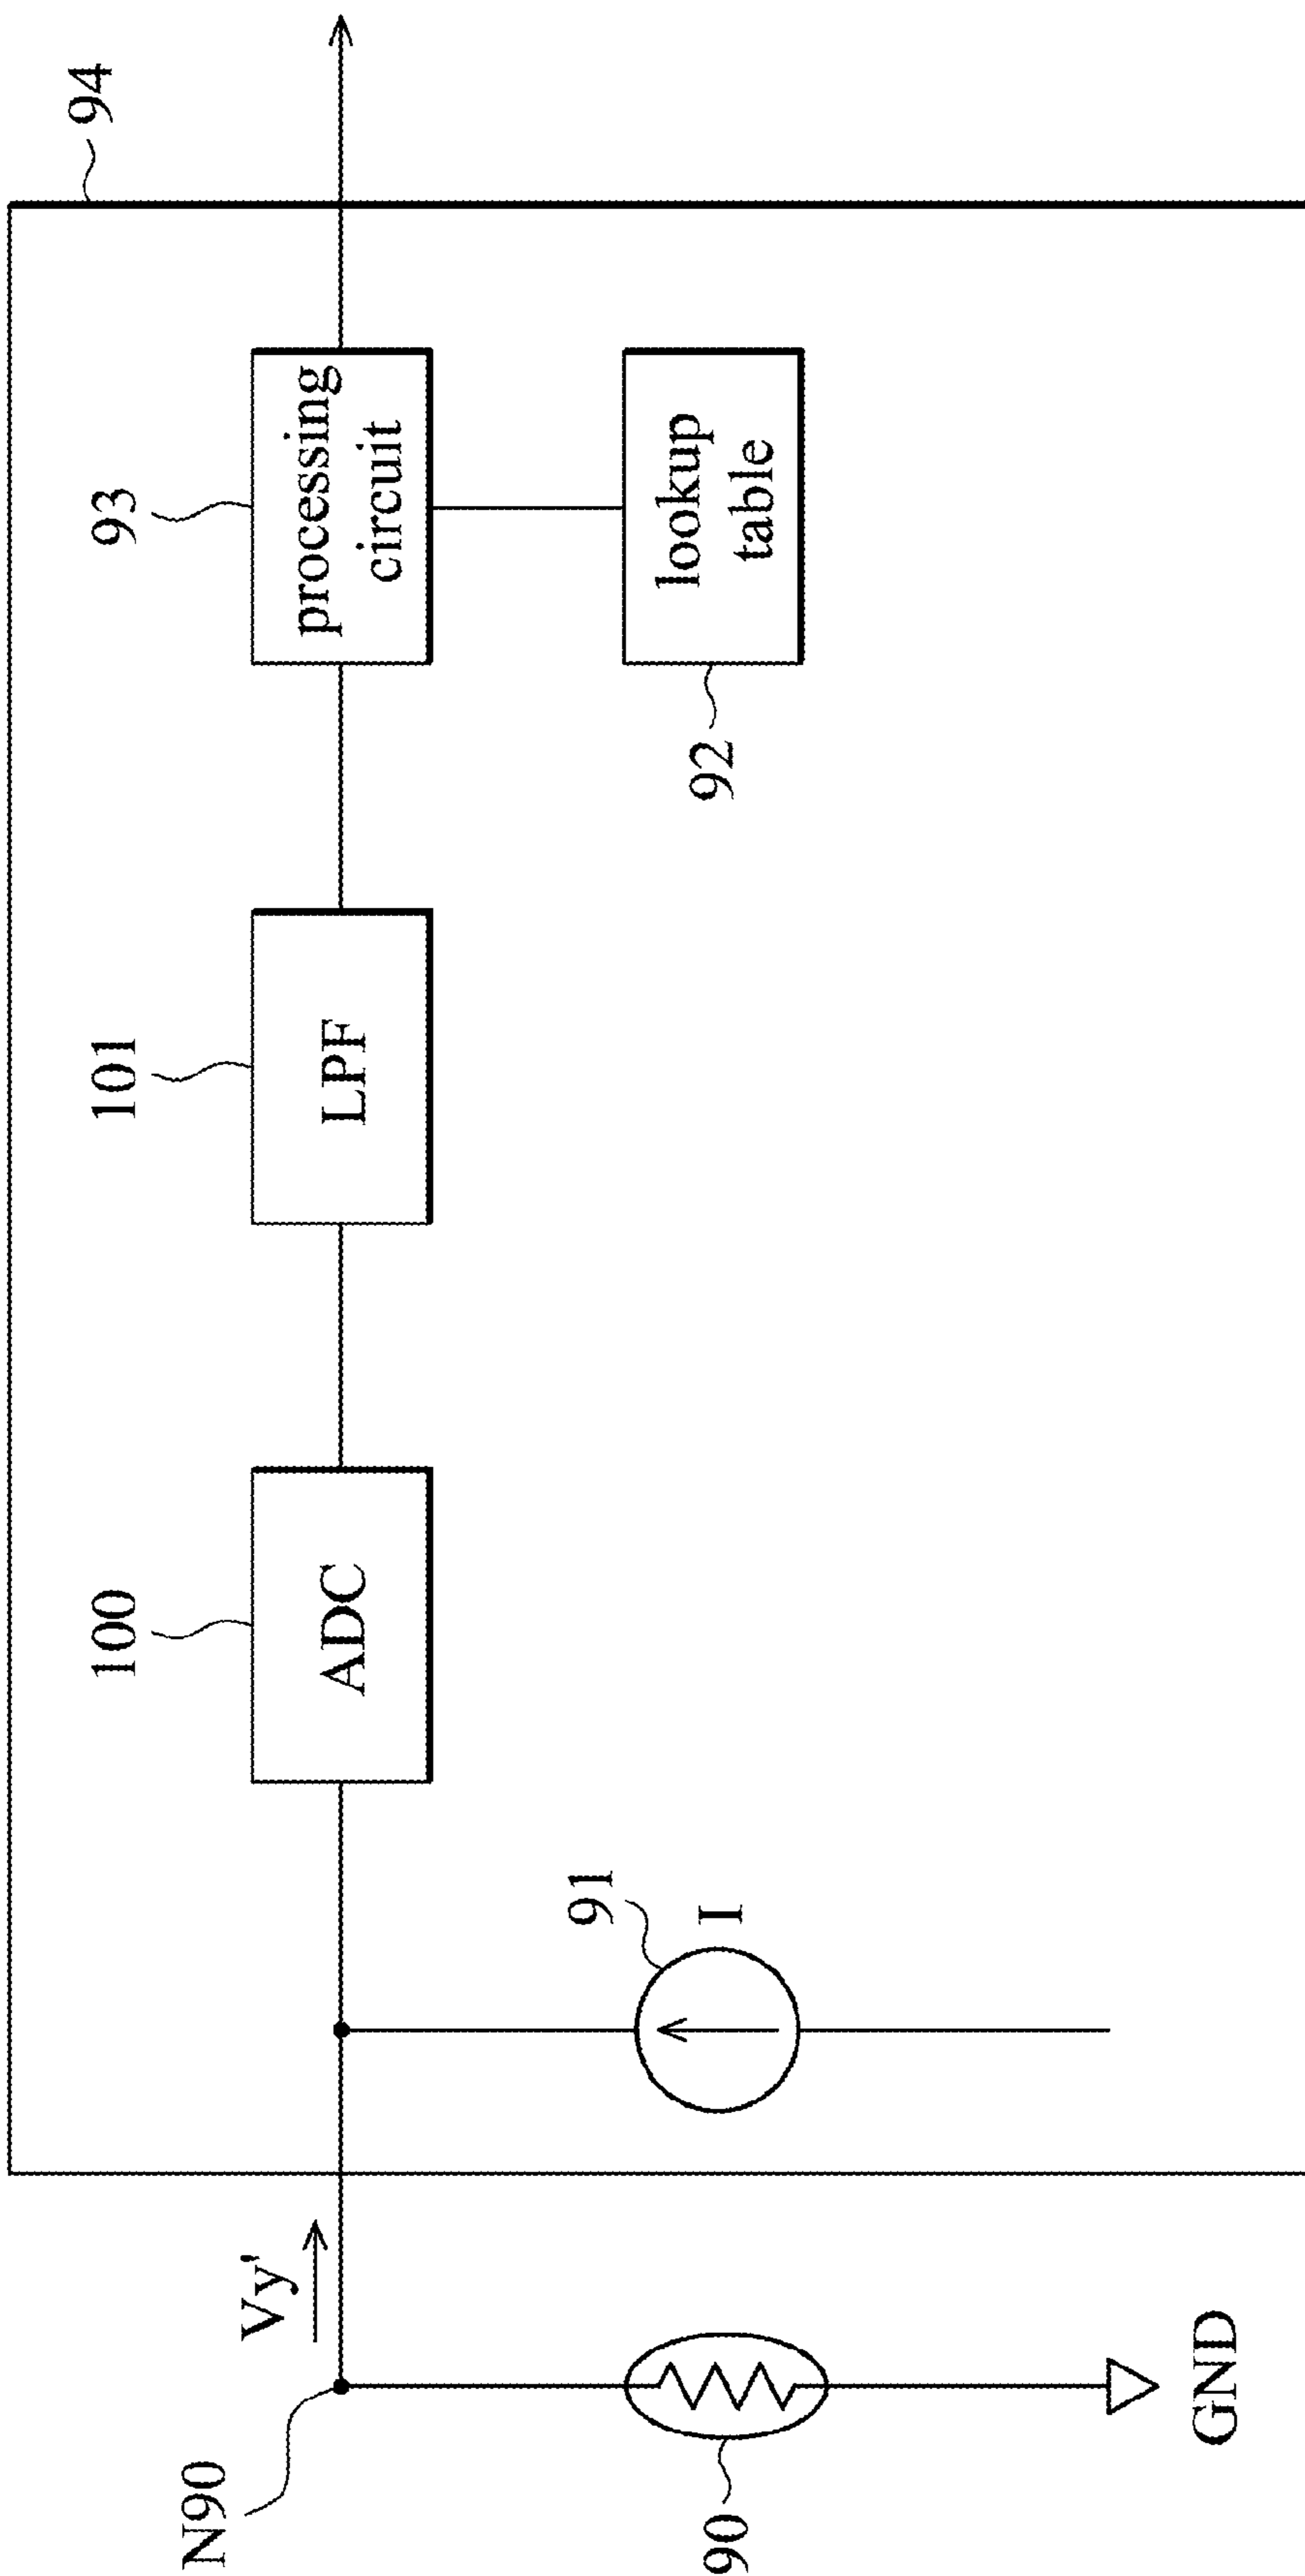 94
93
processing
circuit
lookup
table
92
101
LPF
100
ADC
91
I
Vy'
N90
90
GND